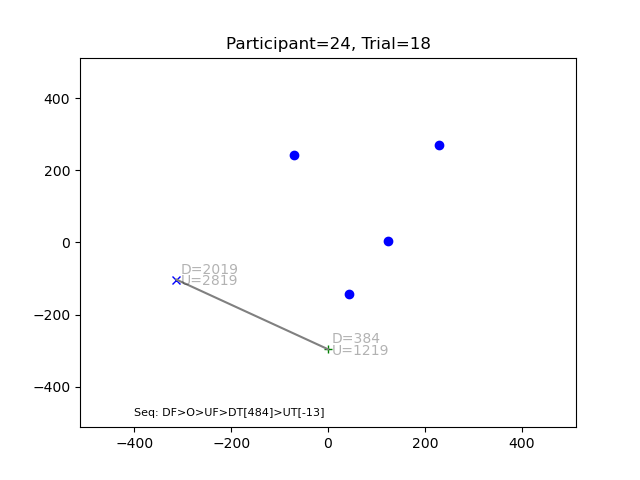 Participant=24, Trial=18
400
200
0
−200
−400
D=2019
U=2819
D=384
U=1219
Seq: DF>O>UF>DT[484]>UT[-13]
−400
−200
0
200
400